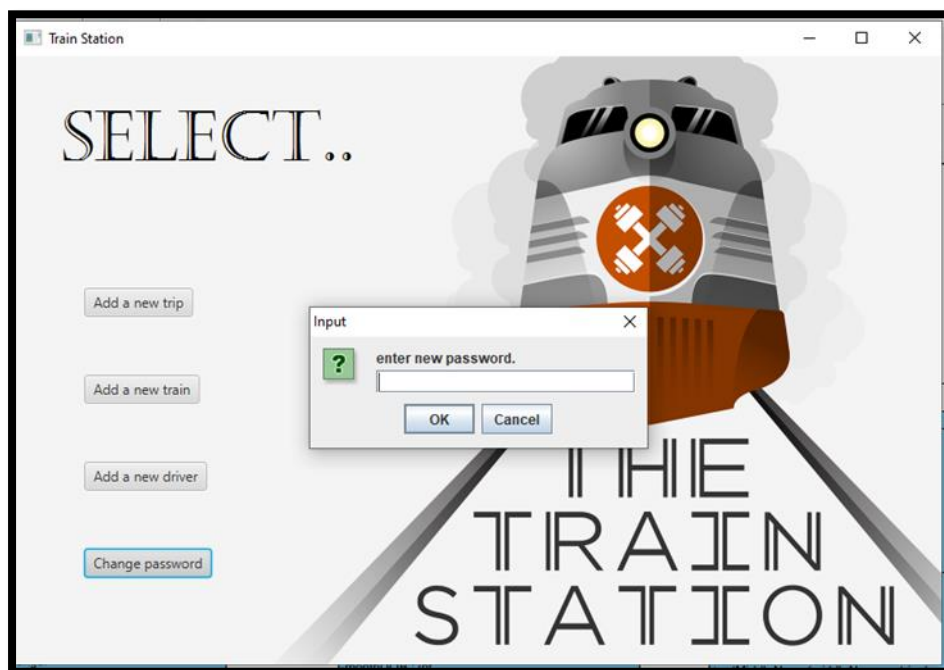 Train Station
SELECT..
Add a new trip
Input
enter new password.
OK Cancel
Add a new train
Add a new driver
Change password
THE
TRAIN
STATION